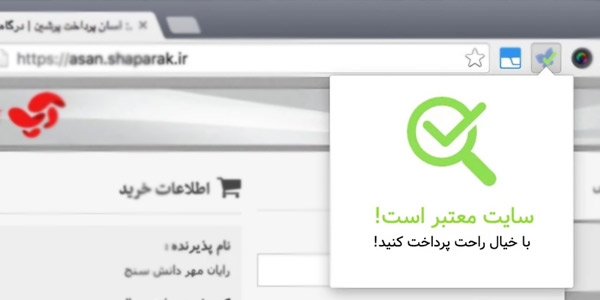 .:: آسان پرداخت پرشین | درگاه
https://asan.shaparak.ir
سایت معتبر است!
با خیال راحت پرداخت کنید!
اطلاعات خرید
نام پذیرنده :
رایان مهر دانش سنج